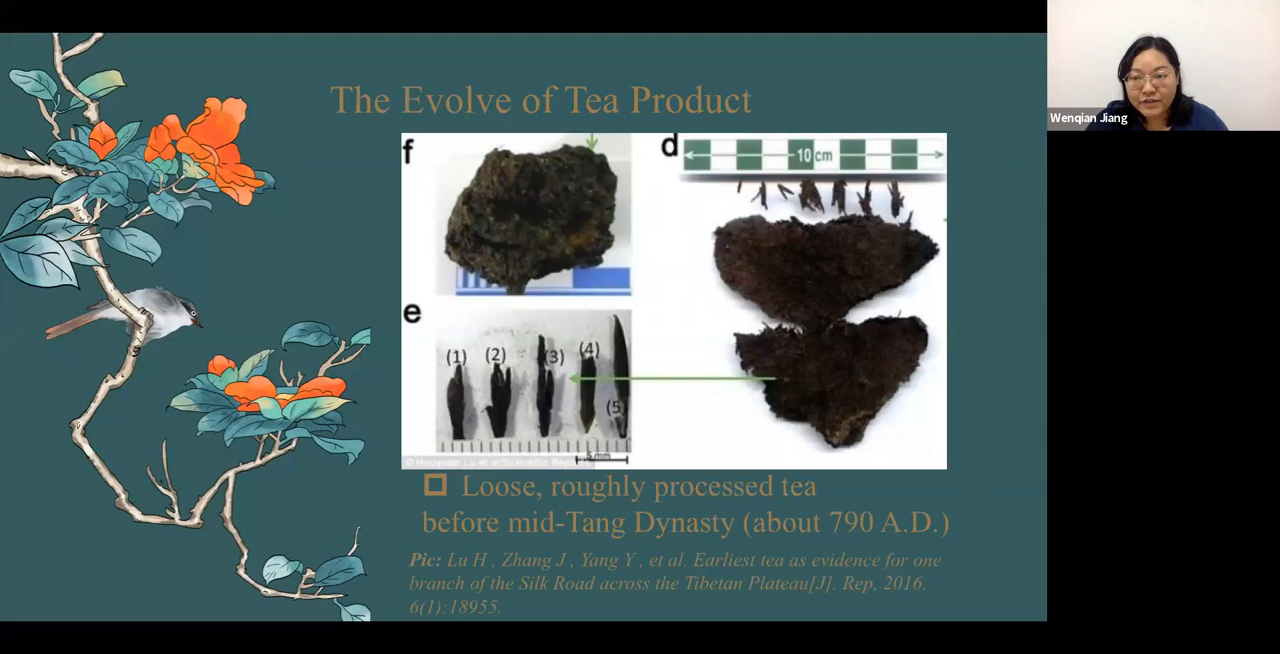 The Evolve of Tea Product
Wenqian Jiang
f
d
10 cm
e
(1)
(2)
(3)
(4)
(5)
5 mm
Loose, roughly processed tea
before mid-Tang Dynasty (about 790 A.D.)
Pic: Lu H , Zhang J , Yang Y , et al. Earliest tea as evidence for one
branch of the Silk Road across the Tibetan Plateau[J]. Rep, 2016,
6(1):18955.